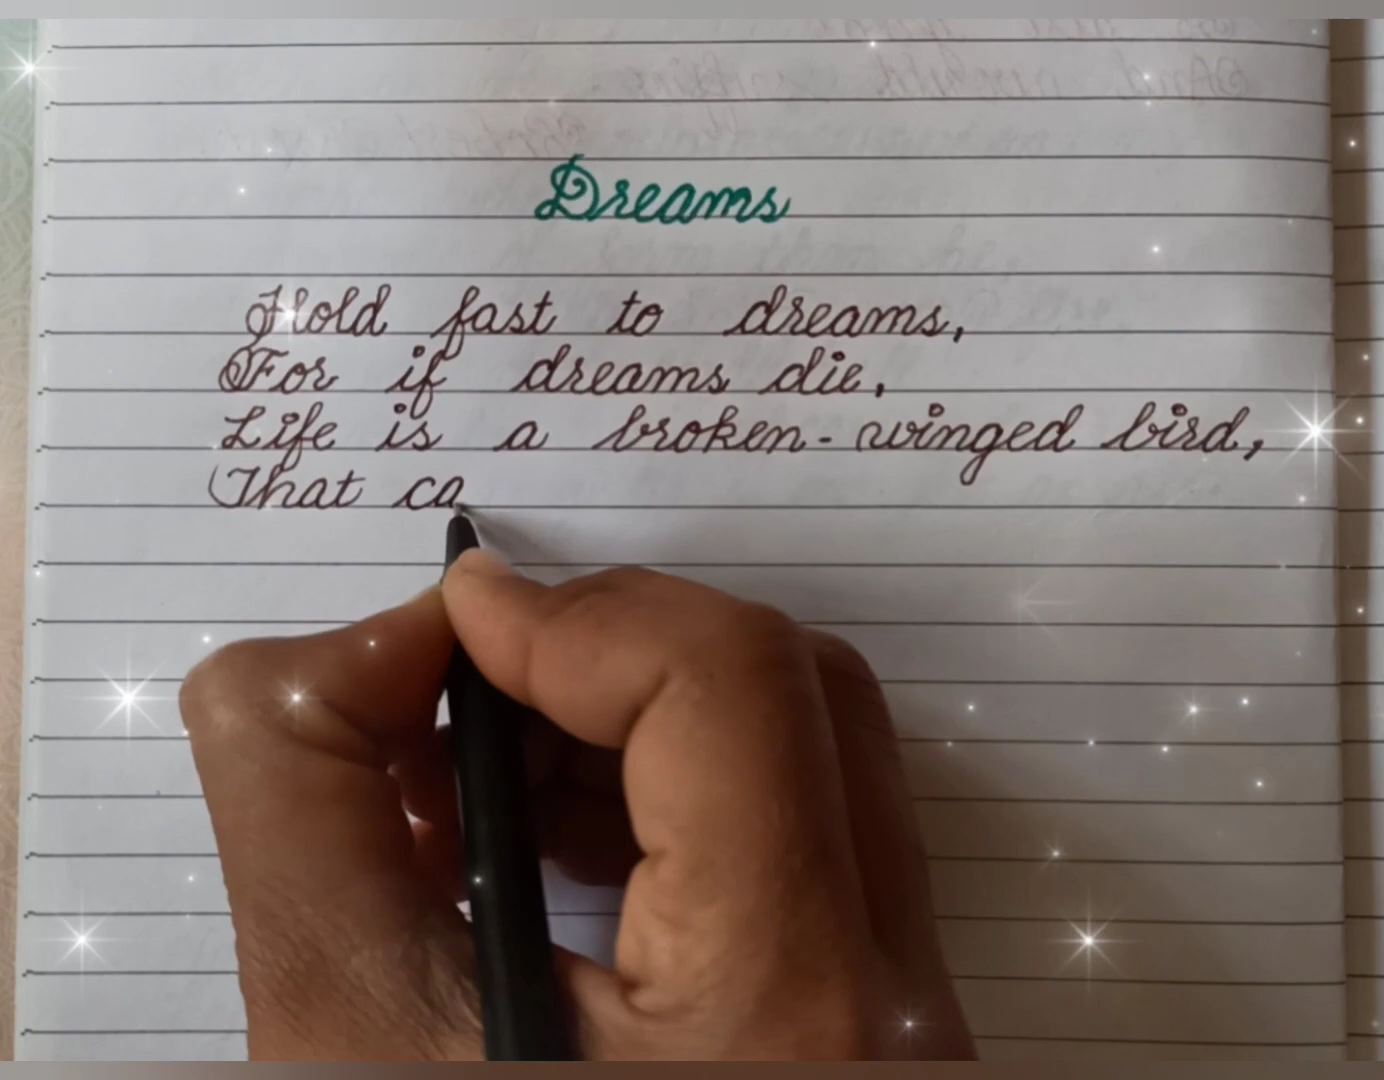 Dreams
Hold fast to dreams,
For if dreams die,
Life is a broken-winged bird,
That ca